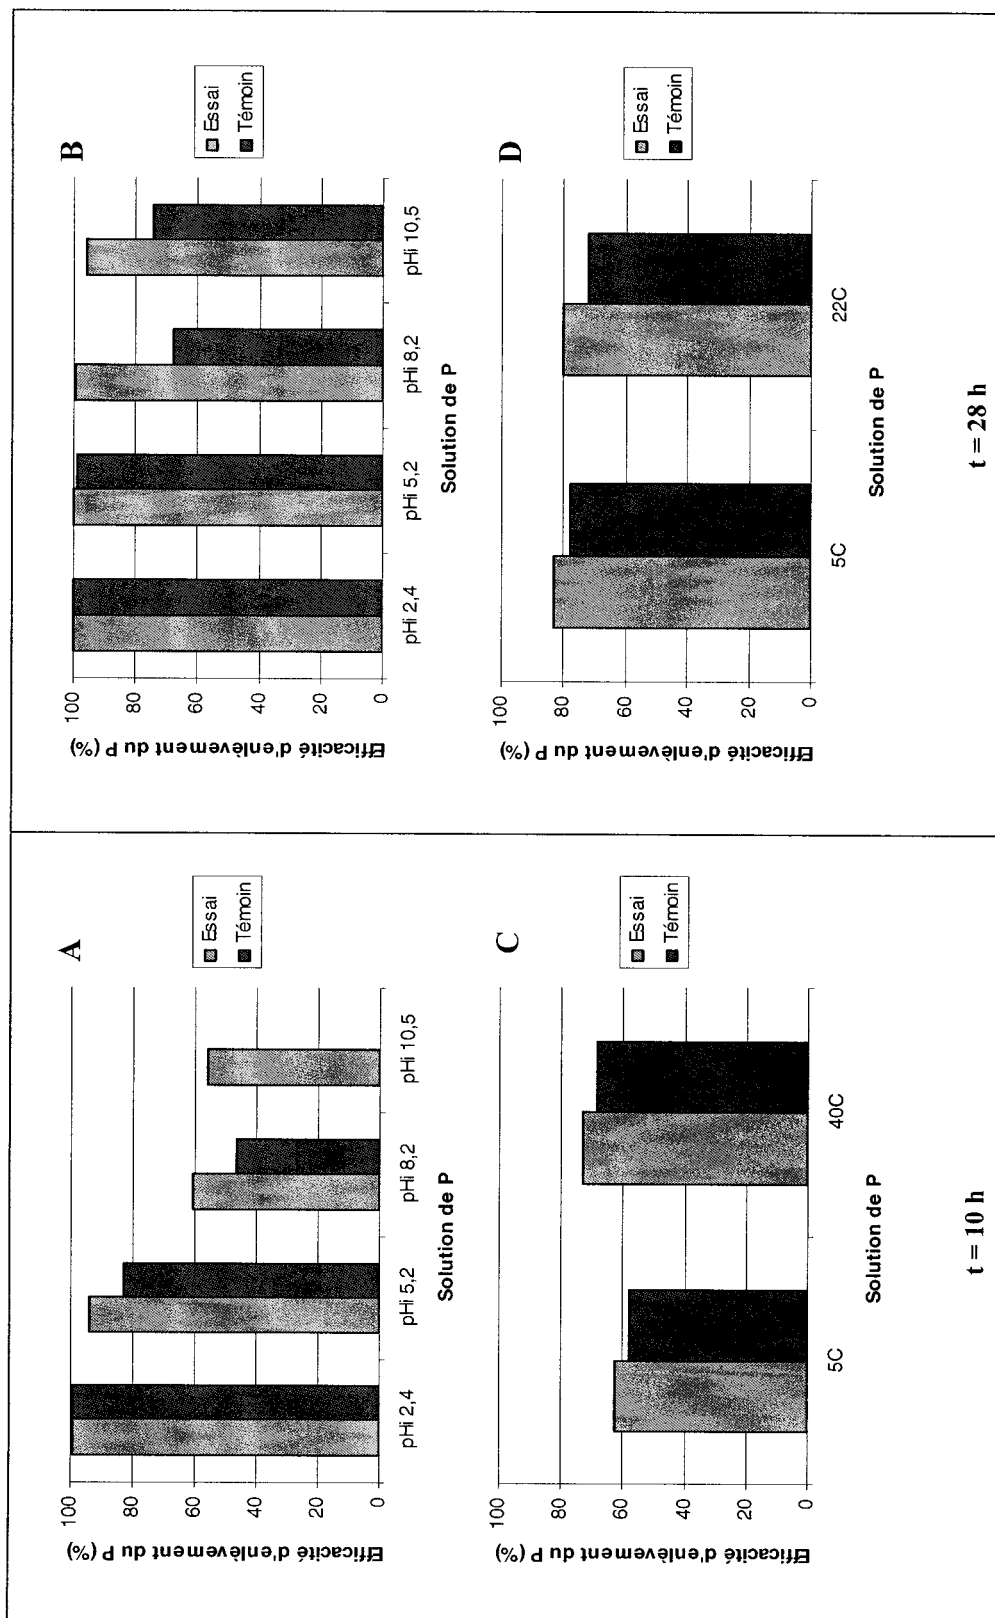 A
Efficacité d'enlèvement du P (%)
100
80
60
40
20
0
pHi 2,4
pHi 5,2
pHi 8,2
pHi 10,5
Solution de P
Essai
Témoin
B
Efficacité d'enlèvement du P (%)
100
80
60
40
20
0
pHi 2,4
pHi 5,2
pHi 8,2
pHi 10,5
Solution de P
Essai
Témoin
C
Efficacité d'enlèvement du P (%)
100
80
60
40
20
0
5C
40C
Solution de P
Essai
Témoin
t = 10 h
D
Efficacité d'enlèvement du P (%)
100
80
60
40
20
0
5C
22C
Solution de P
Essai
Témoin
t = 28 h